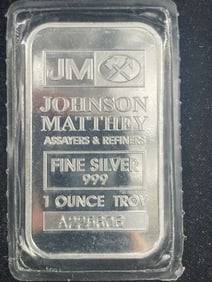 JM
JOHNSON
MATTHEY
ASSAYERS & REFINERS
FINE SILVER
999
1 OUNCE TROY